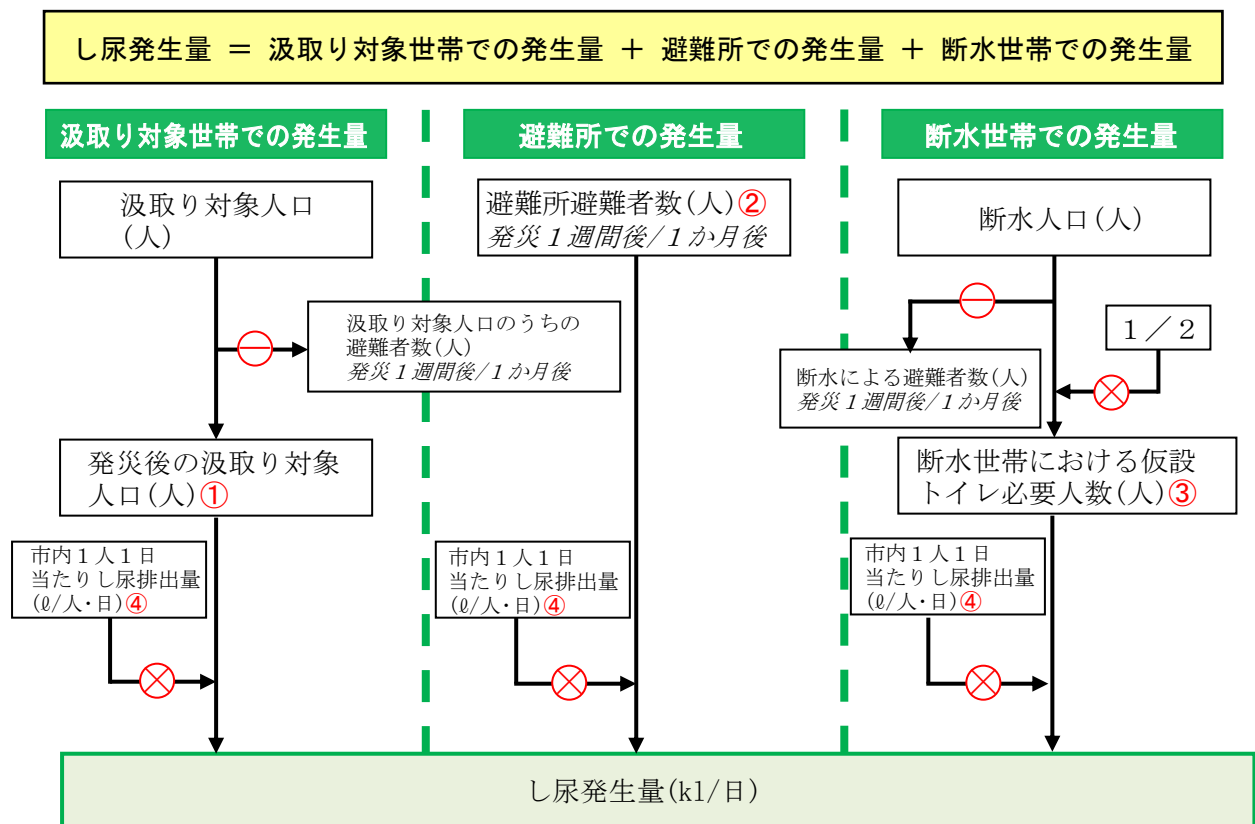 し尿発生量 ＝ 汲取り対象世帯での発生量 ＋ 避難所での発生量 ＋ 断水世帯での発生量
汲取り対象世帯での発生量
汲取り対象人口
(人)
汲取り対象人口のうちの
避難者数(人)
発災１週間後/１か月後
発災後の汲取り対象
人口(人)①
市内１人１日
当たりし尿排出量
(ℓ/人・日)④
避難所での発生量
避難所避難者数(人)②
発災１週間後/１か月後
市内１人１日
当たりし尿排出量
(ℓ/人・日)④
断水世帯での発生量
断水人口(人)
１／２
断水による避難者数(人)
発災１週間後/１か月後
断水世帯における仮設
トイレ必要人数(人)③
市内１人１日
当たりし尿排出量
(ℓ/人・日)④
し尿発生量(kl/日)